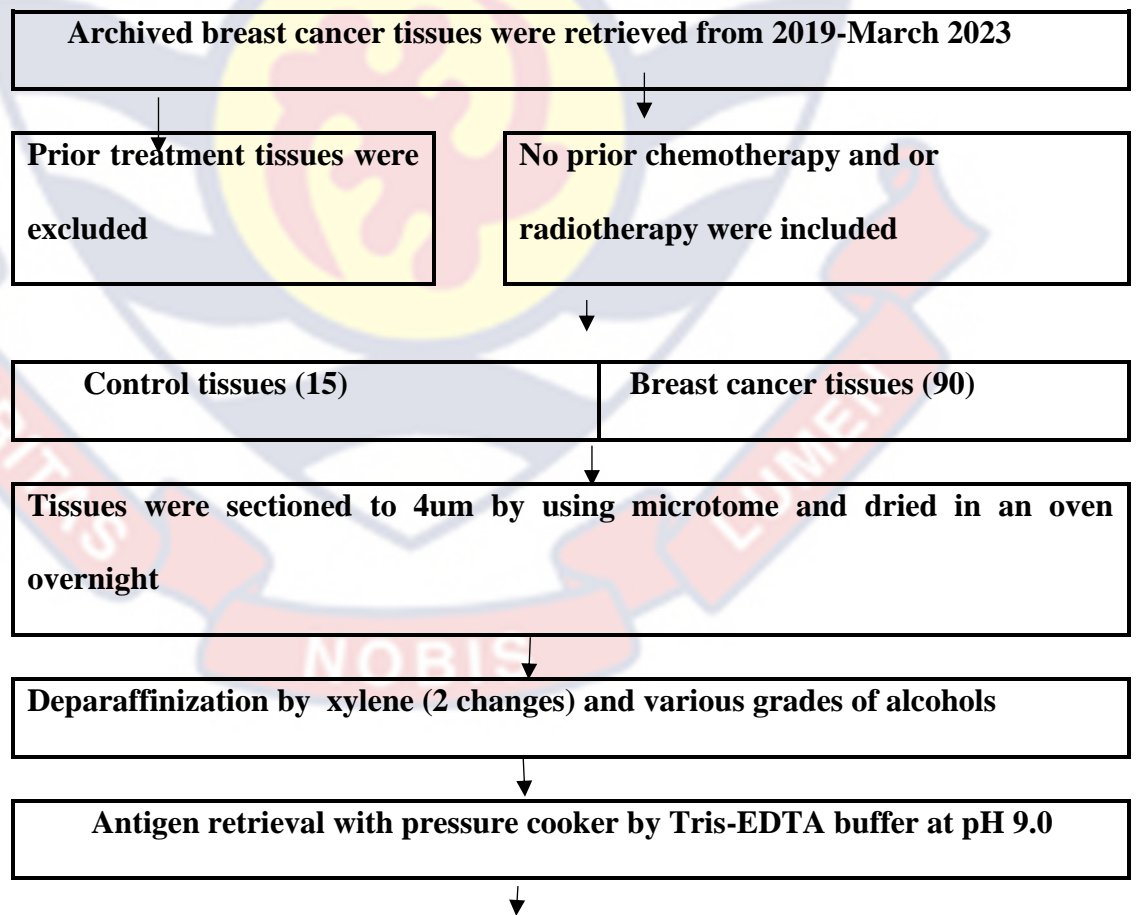 Archived breast cancer tissues were retrieved from 2019-March 2023
Prior treatment tissues were
excluded
No prior chemotherapy and or
radiotherapy were included
Control tissues (15)
Breast cancer tissues (90)
Tissues were sectioned to 4um by using microtome and dried in an oven
overnight
Deparaffinization by xylene (2 changes) and various grades of alcohols
Antigen retrieval with pressure cooker by Tris-EDTA buffer at pH 9.0
NOBIS
LUMEN